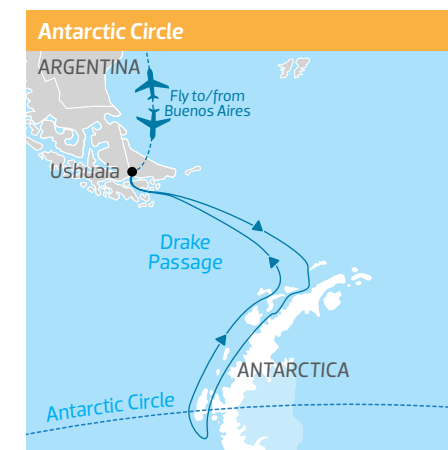 Antarctic Circle
ARGENTINA
Fly to/from
Buenos Aires
Ushuaia
Drake
Passage
ANTARCTICA
Antarctic Circle